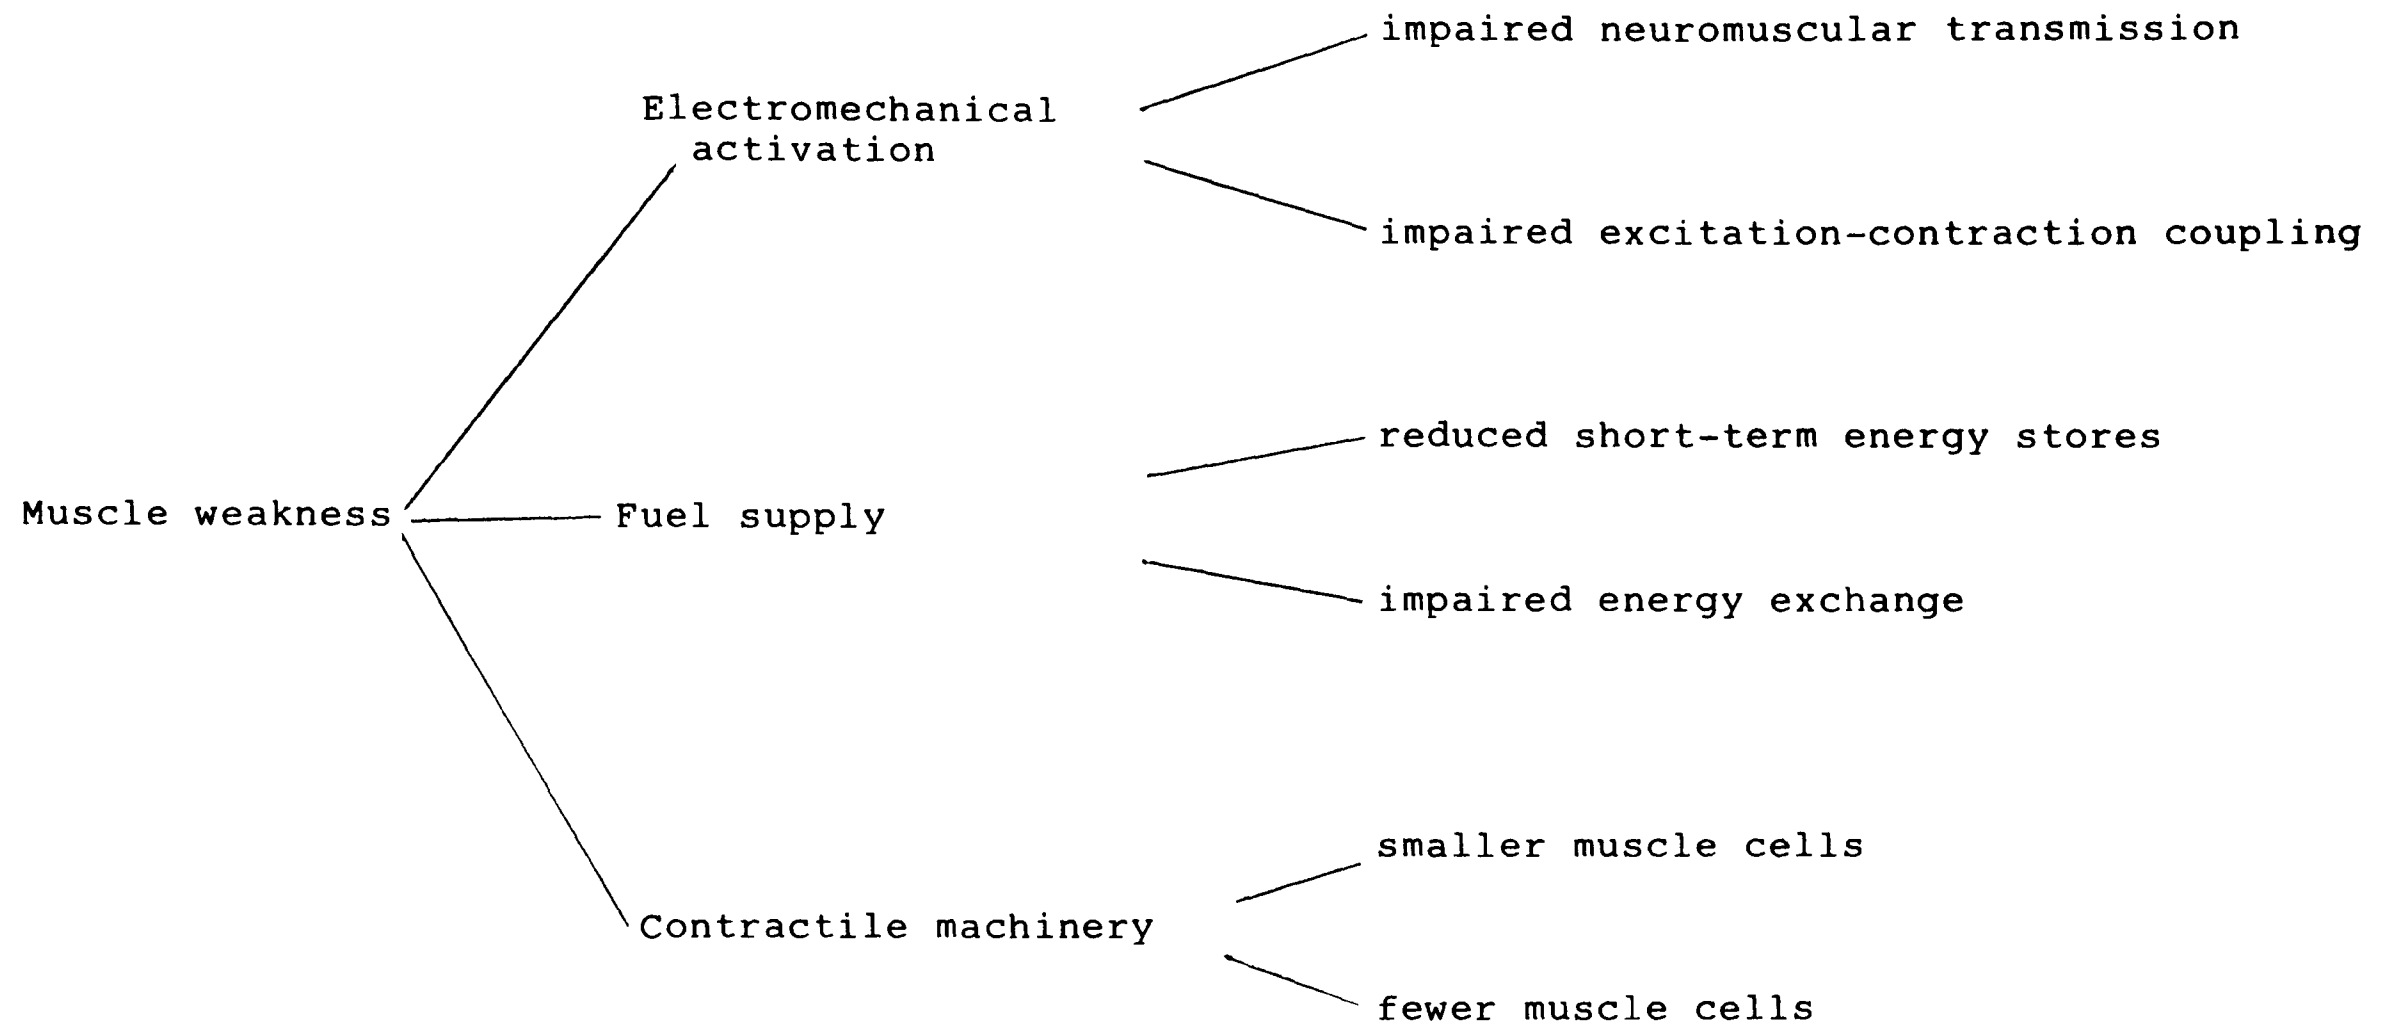 impaired neuromuscular transmission
Electromechanical
activation
impaired excitation-contraction coupling
reduced short-term energy stores
Muscle weakness
Fuel supply
impaired energy exchange
smaller muscle cells
Contractile machinery
fewer muscle cells